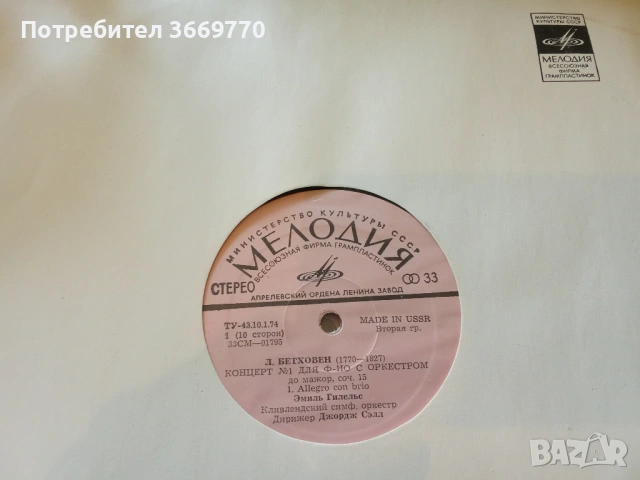 Потребител 3669770
МИНИСТЕРСТВО
КУЛЬТУРЫ СССР
МЕЛОДИЯ
ВСЕСОЮЗНАЯ
ФИРМА
ГРАМПЛАСТИНОК
МИНИСТЕРСТВО КУЛЬТУРЫ СССР
МЕЛОДИЯ
ВСЕСОЮЗНАЯ ФИРМА ГРАМПЛАСТИНОК
СТЕРЕО
33
АПРЕЛЕВСКИЙ ОРДЕНА ЛЕНИНА ЗАВОД
ТУ-43.10.1.74
MADE IN USSR
1 (10 сторон)
Вторая гр.
33СМ—01795
Л. БЕТХОВЕН (1770—1827)
КОНЦЕРТ №1 ДЛЯ Ф-НО С ОРКЕСТРОМ
до мажор, соч. 15
1. Allegro con brio
Эмиль Гилельс
Кливлендский симф. оркестр
Дирижер Джордж Сэлл
bazar.bg